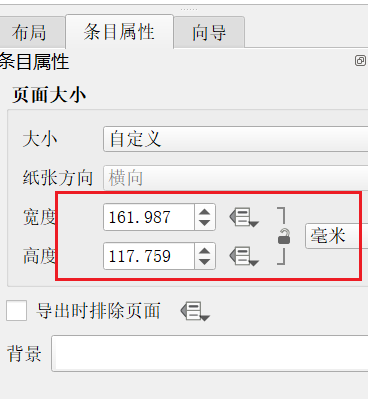 布局 条目属性 向导
条目属性
页面大小
大小 自定义
纸张方向 横向
宽度 161.987
毫米
高度 117.759
导出时排除页面
背景